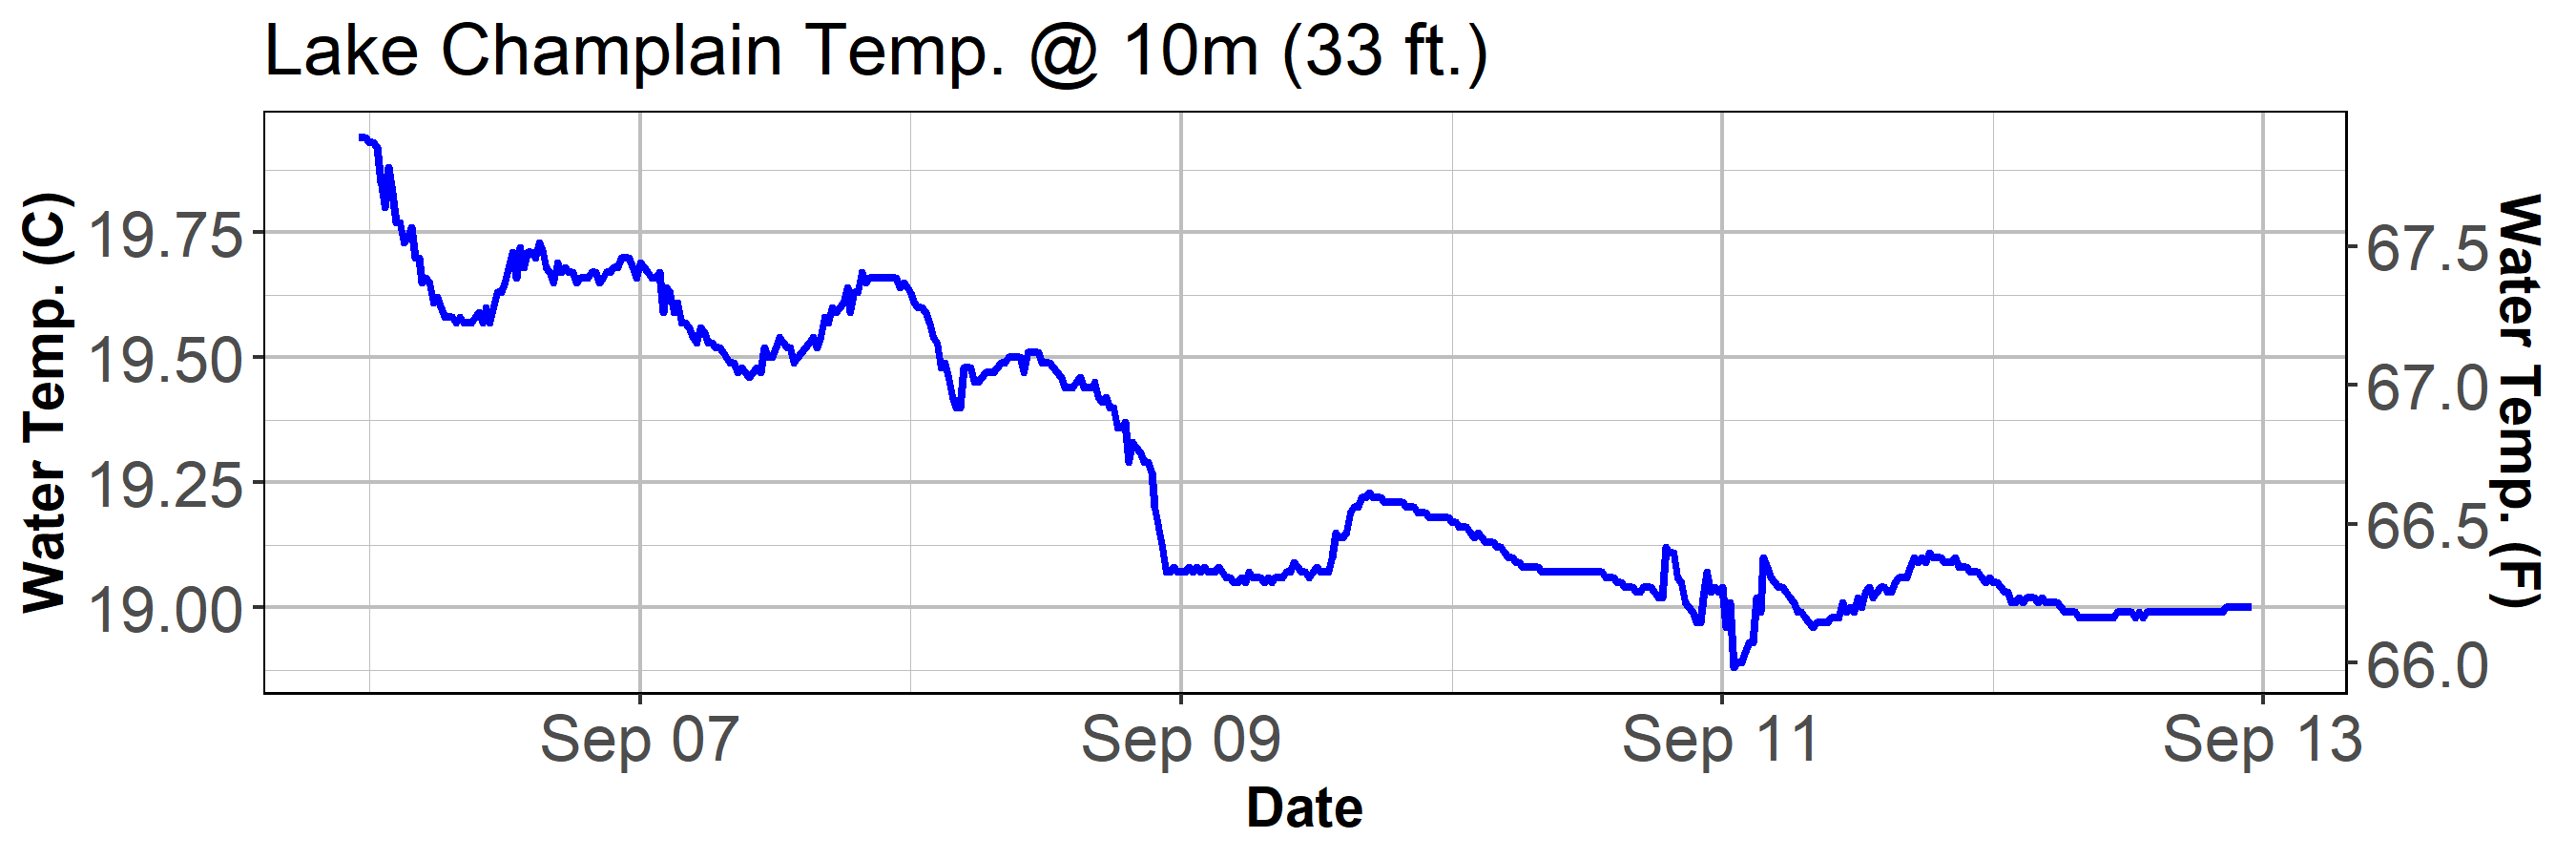 Lake Champlain Temp. @ 10m (33 ft.)
Water Temp. (C)
19.75
19.50
19.25
19.00
67.5
67.0
66.5
66.0
Water Temp. (F)
Sep 07
Sep 09
Sep 11
Sep 13
Date